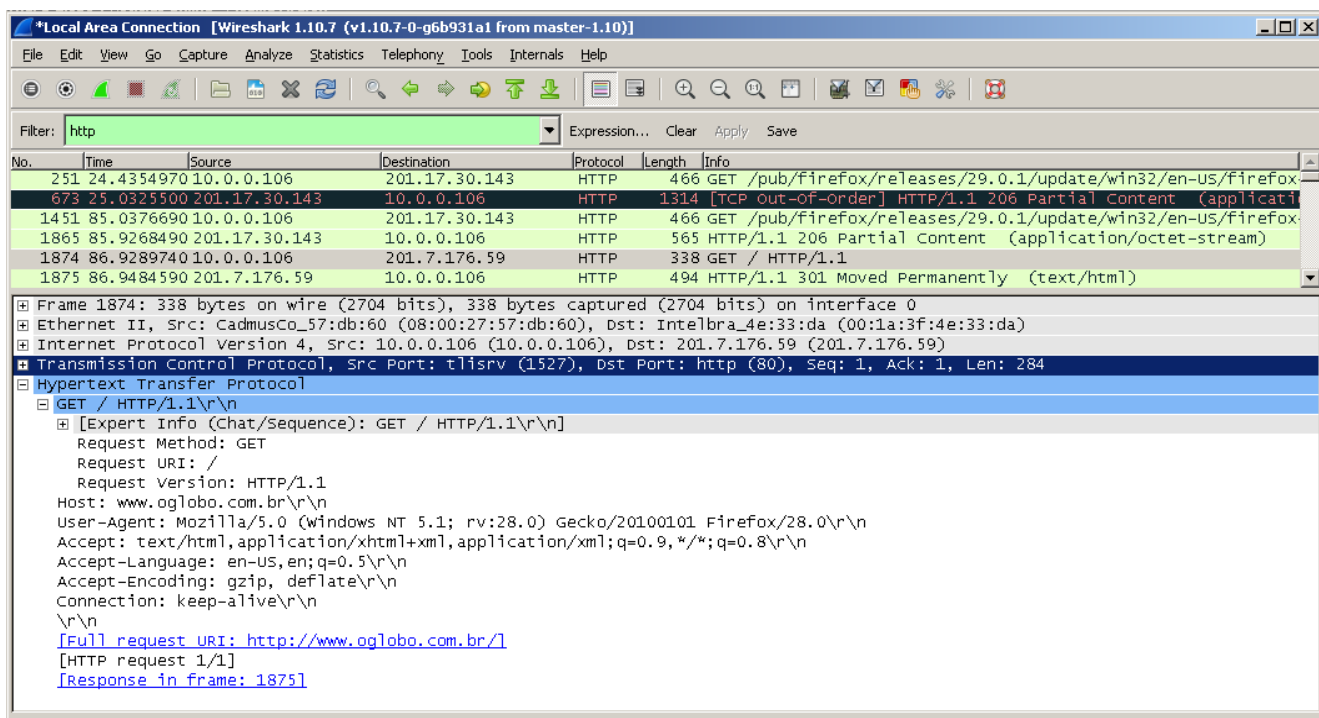 *Local Area Connection [Wireshark 1.10.7 (v1.10.7-0-g6b931a1 from master-1.10)]
File Edit View Go Capture Analyze Statistics Telephony Tools Internals Help
Filter: http Expression... Clear Apply Save
No. Time Source Destination Protocol Length Info
251 24.4354970 10.0.0.106 201.17.30.143 HTTP 466 GET /pub/firefox/releases/29.0.1/update/win32/en-US/firefox-
673 25.0325500 201.17.30.143 10.0.0.106 HTTP 1314 [TCP Out-Of-Order] HTTP/1.1 206 Partial Content (applicati
1451 85.0376690 10.0.0.106 201.17.30.143 HTTP 466 GET /pub/firefox/releases/29.0.1/update/win32/en-US/firefox-
1865 85.9268490 201.17.30.143 10.0.0.106 HTTP 565 HTTP/1.1 206 Partial Content (application/octet-stream)
1874 86.9289740 10.0.0.106 201.7.176.59 HTTP 338 GET / HTTP/1.1
1875 86.9484590 201.7.176.59 10.0.0.106 HTTP 494 HTTP/1.1 301 Moved Permanently (text/html)
Frame 1874: 338 bytes on wire (2704 bits), 338 bytes captured (2704 bits) on interface 0
Ethernet II, Src: CadmusCo_57:db:60 (08:00:27:57:db:60), Dst: Intelbra_4e:33:da (00:1a:3f:4e:33:da)
Internet Protocol Version 4, Src: 10.0.0.106 (10.0.0.106), Dst: 201.7.176.59 (201.7.176.59)
Transmission Control Protocol, Src Port: tlisrv (1527), Dst Port: http (80), Seq: 1, Ack: 1, Len: 284
Hypertext Transfer Protocol
GET / HTTP/1.1\r\n
[Expert Info (Chat/Sequence): GET / HTTP/1.1\r\n]
Request Method: GET
Request URI: /
Request Version: HTTP/1.1
Host: www.oglobo.com.br\r\n
User-Agent: Mozilla/5.0 (Windows NT 5.1; rv:28.0) Gecko/20100101 Firefox/28.0\r\n
Accept: text/html,application/xhtml+xml,application/xml;q=0.9,*/*;q=0.8\r\n
Accept-Language: en-US,en;q=0.5\r\n
Accept-Encoding: gzip, deflate\r\n
Connection: keep-alive\r\n
\r\n
[Full request URI: http://www.oglobo.com.br/]
[HTTP request 1/1]
[Response in frame: 1875]